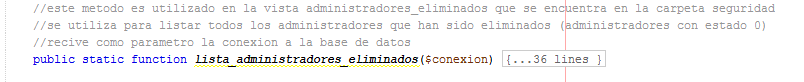 //este metodo es utilizado en la vista administradores_eliminados que se encuentra en la carpeta seguridad
//se utiliza para listar todos los administradores que han sido eliminados (administradores con estado 0)
//recive como parametro la conexion a la base de datos
public static function lista_administradores_eliminados($conexion) {...36 lines }